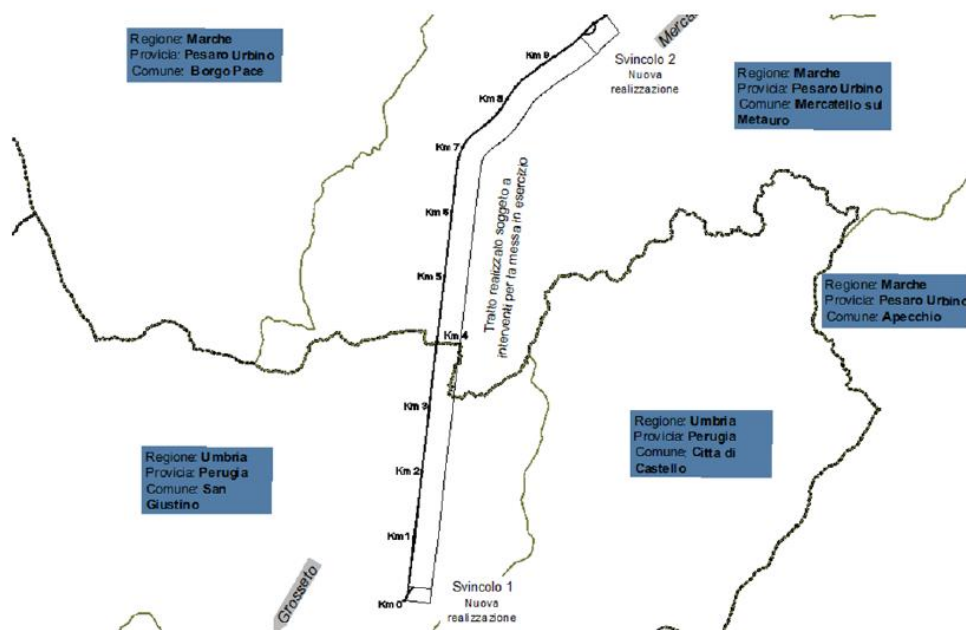 Regione: Marche
Provicia: Pesaro Urbino
Comune: Borgo Pace
Km 9
Svincolo 2
Nuova
realizzazione
Regione: Marche
Provicia: Pesaro Urbino
Comune: Mercatello sul
Metauro
Km 8
Km 7
Km 6
Km 5
Km 4
Tratto realizzato soggetto a
interventi per la messa in esercizio
Regione: Marche
Provicia: Pesaro Urbino
Comune: Apecchio
Km 3
Km 2
Km 1
Km 0
Regione: Umbria
Provicia: Perugia
Comune: San
Giustino
Regione: Umbria
Provicia: Perugia
Comune: Citta di
Castello
Grosseto
Svincolo 1
Nuova
realizzazione